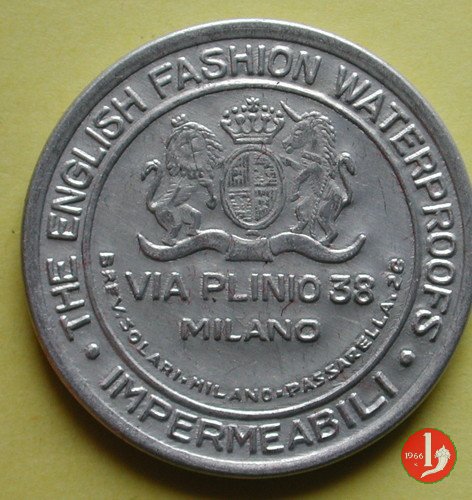 • THE ENGLISH FASHION WATERPROOFS •
IMPERMEABILI
VIA PLINIO 38
MILANO
BREV. SOLARI • MILANO • PASSARELLA. 26
1966